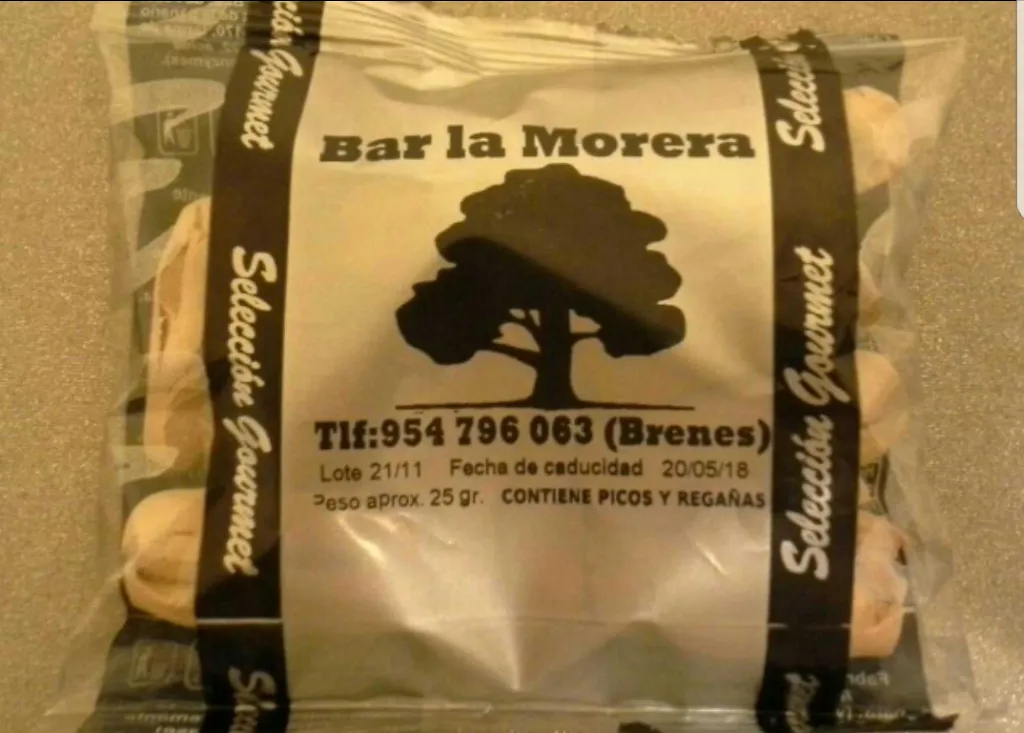 Bar la Morera
Tlf:954 796 063 (Brenes)
Lote 21/11 Fecha de caducidad 20/05/18
Peso aprox. 25 gr. CONTIENE PICOS Y REGAÑAS
Gourmet
Selección Gourmet
Selección
Selección Gourmet
Selección